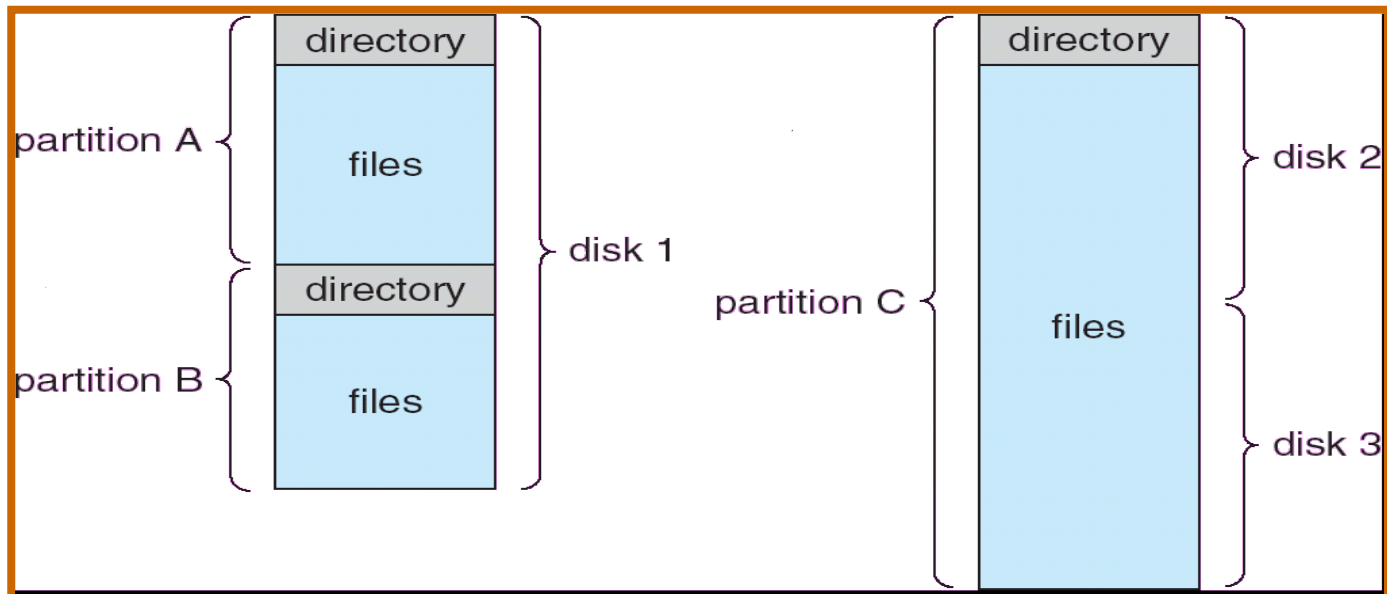 directory
partition A
files
disk 1
directory
partition B
files
directory
disk 2
partition C
files
disk 3